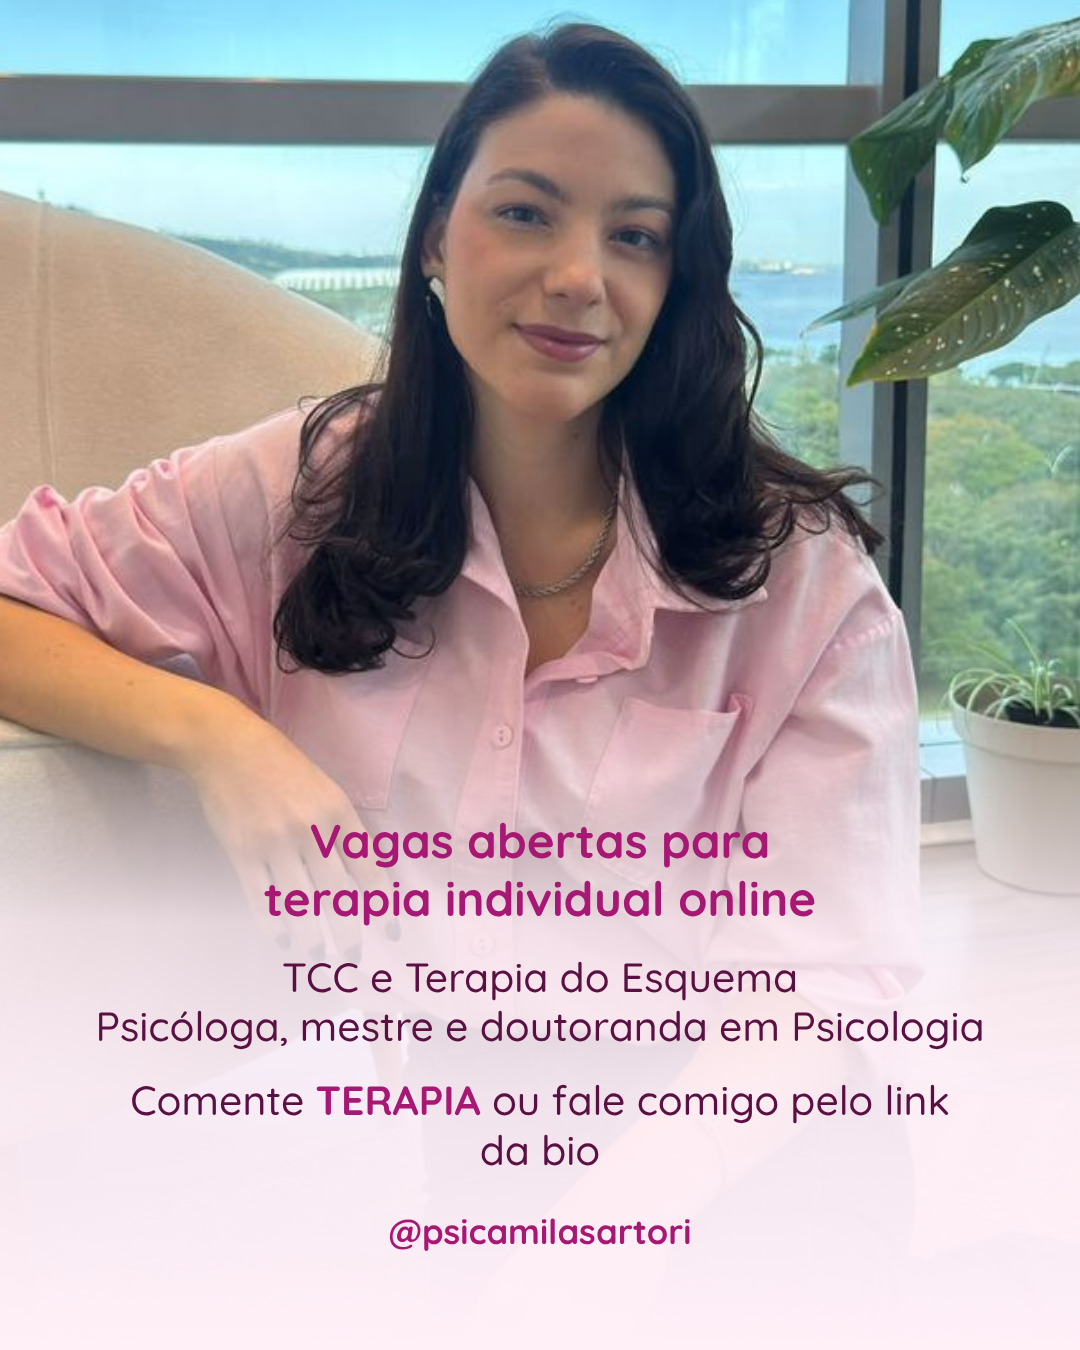 Vagas abertas para
terapia individual online
TCC e Terapia do Esquema
Psicóloga, mestre e doutoranda em Psicologia
Comente TERAPIA ou fale comigo pelo link
da bio
@psicamilasartori